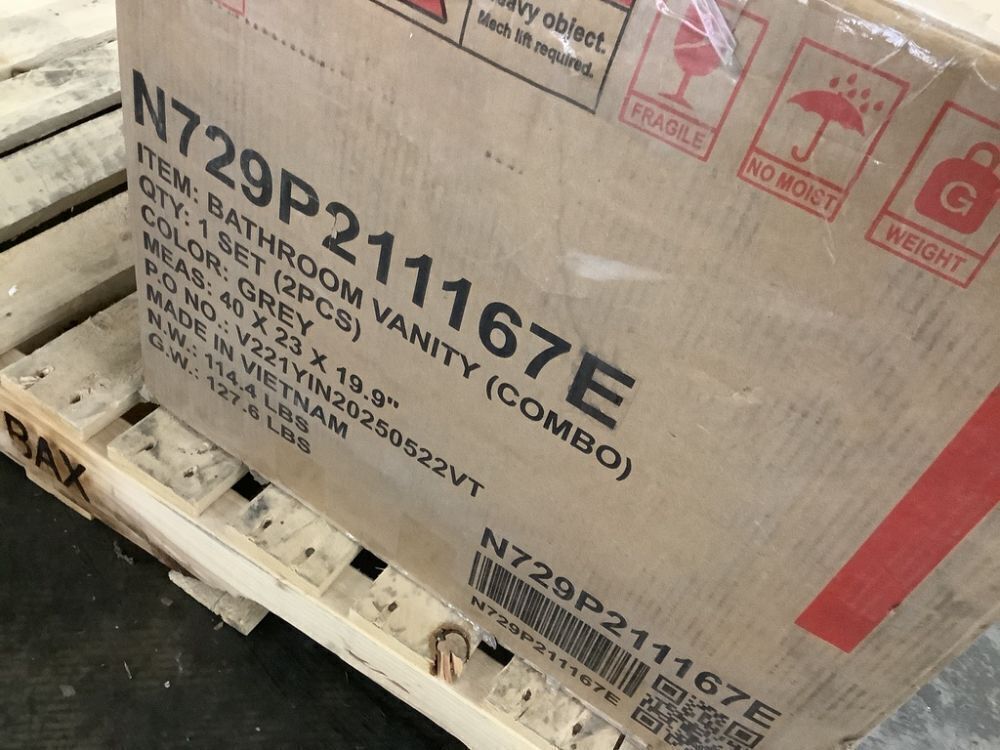 heavy object.
Mech lift required.
FRAGILE
NO MOIST
G
WEIGHT
N729P211167E
ITEM: BATHROOM VANITY (COMBO)
QTY: 1 SET (2PCS)
COLOR: GREY
MEAS: 40 X 23 X 19.9"
P.O NO.: V221YIN20250522VT
MADE IN VIETNAM
N.W.: 114.4 LBS
G.W.: 127.6 LBS
BAX
N729P211167E
N729P211167E